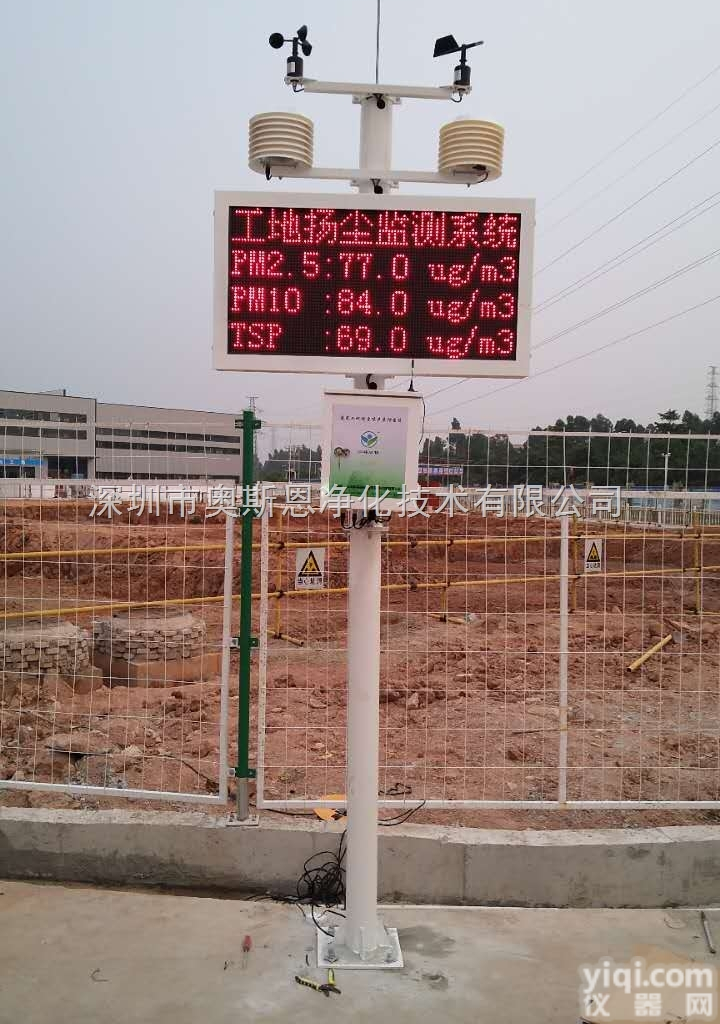 工地扬尘监测系统
PM2.5:77.0 ug/m3
PM10 :84.0 ug/m3
TSP :69.0 ug/m3
深圳市奥斯恩净化技术有限公司
yiqi.com
仪器网